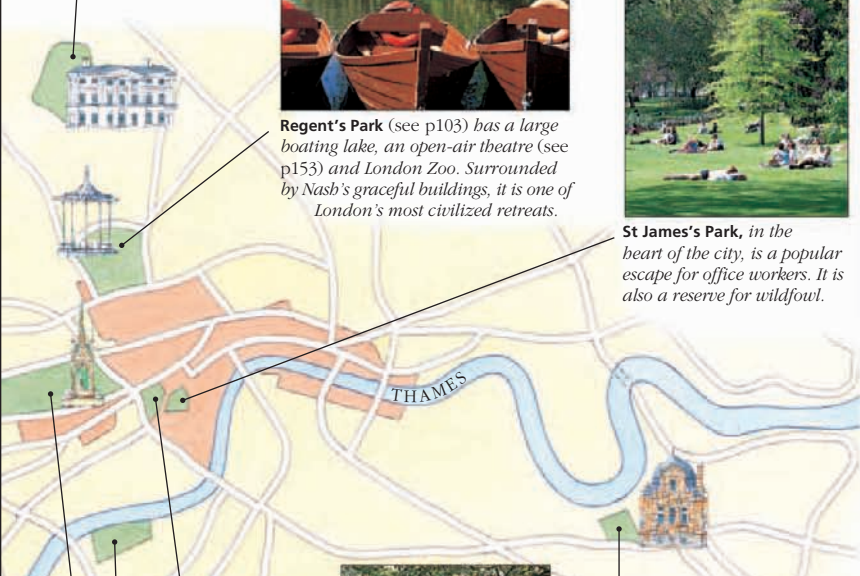 Regent's Park (see p103) has a large
boating lake, an open-air theatre (see
p153) and London Zoo. Surrounded
by Nash's graceful buildings, it is one of
London's most civilized retreats.
St James's Park, in the
heart of the city, is a popular
escape for office workers. It is
also a reserve for wildfowl.
THAMES